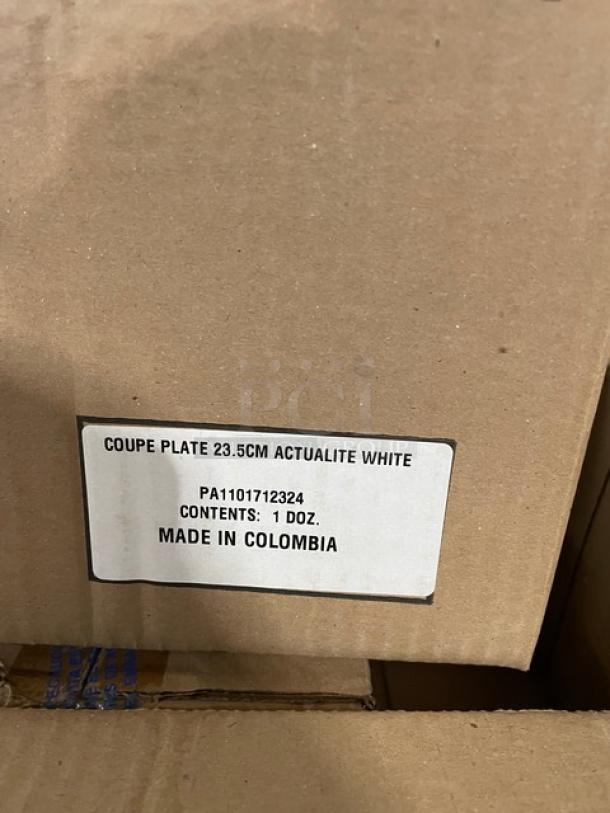 COUPE PLATE 23.5CM ACTUALITE WHITE
PA1101712324
CONTENTS: 1 DOZ.
MADE IN COLOMBIA